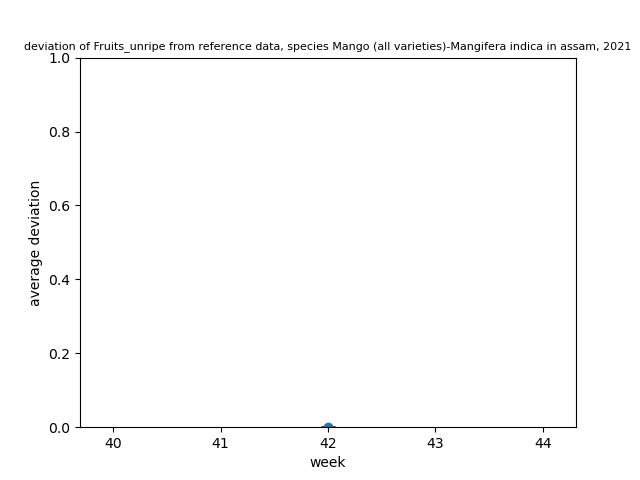 deviation of Fruits_unripe from reference data, species Mango (all varieties)-Mangifera indica in assam, 2021
1.0
0.8
0.6
0.4
0.2
0.0
average deviation
40 41 42 43 44
week